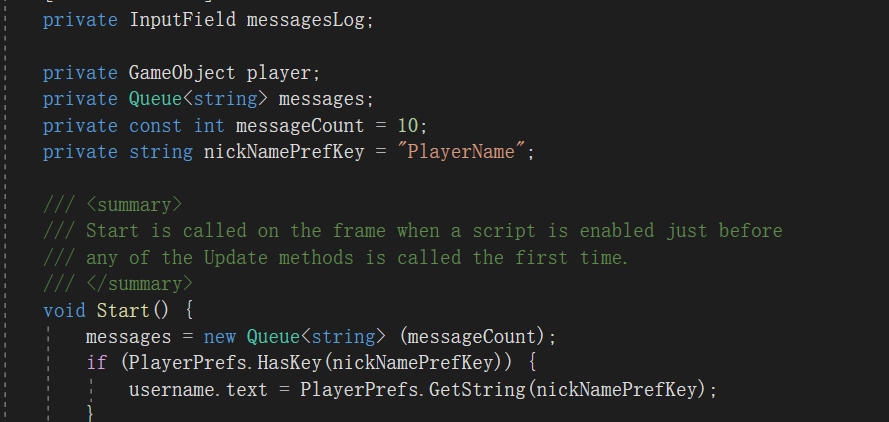 private InputField messagesLog;
private GameObject player;
private Queue<string> messages;
private const int messageCount = 10;
private string nickNamePrefKey = "PlayerName";
/// <summary>
/// Start is called on the frame when a script is enabled just before
/// any of the Update methods is called the first time.
/// </summary>
void Start() {
messages = new Queue<string> (messageCount);
if (PlayerPrefs.HasKey(nickNamePrefKey)) {
username.text = PlayerPrefs.GetString(nickNamePrefKey);
}